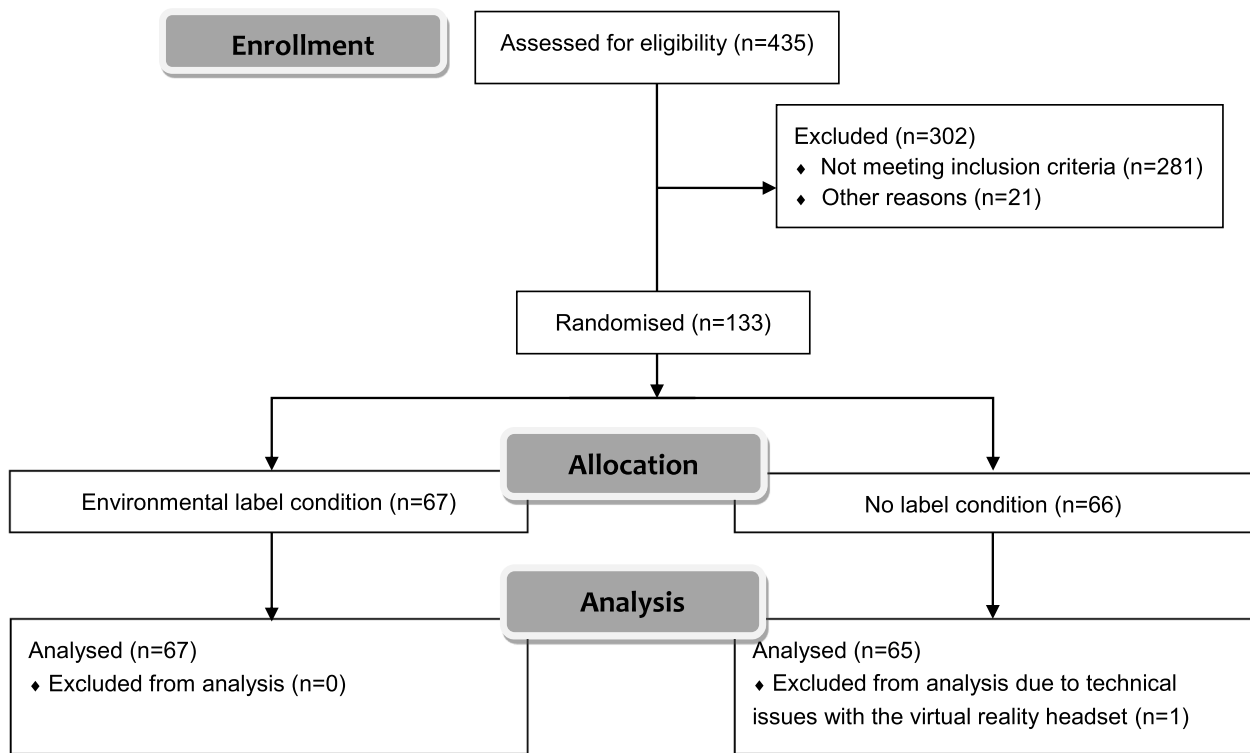 Enrollment
Assessed for eligibility (n=435)
Excluded (n=302)
♦ Not meeting inclusion criteria (n=281)
♦ Other reasons (n=21)
Randomised (n=133)
Allocation
Environmental label condition (n=67)
No label condition (n=66)
Analysis
Analysed (n=67)
♦ Excluded from analysis (n=0)
Analysed (n=65)
♦ Excluded from analysis due to technical
issues with the virtual reality headset (n=1)